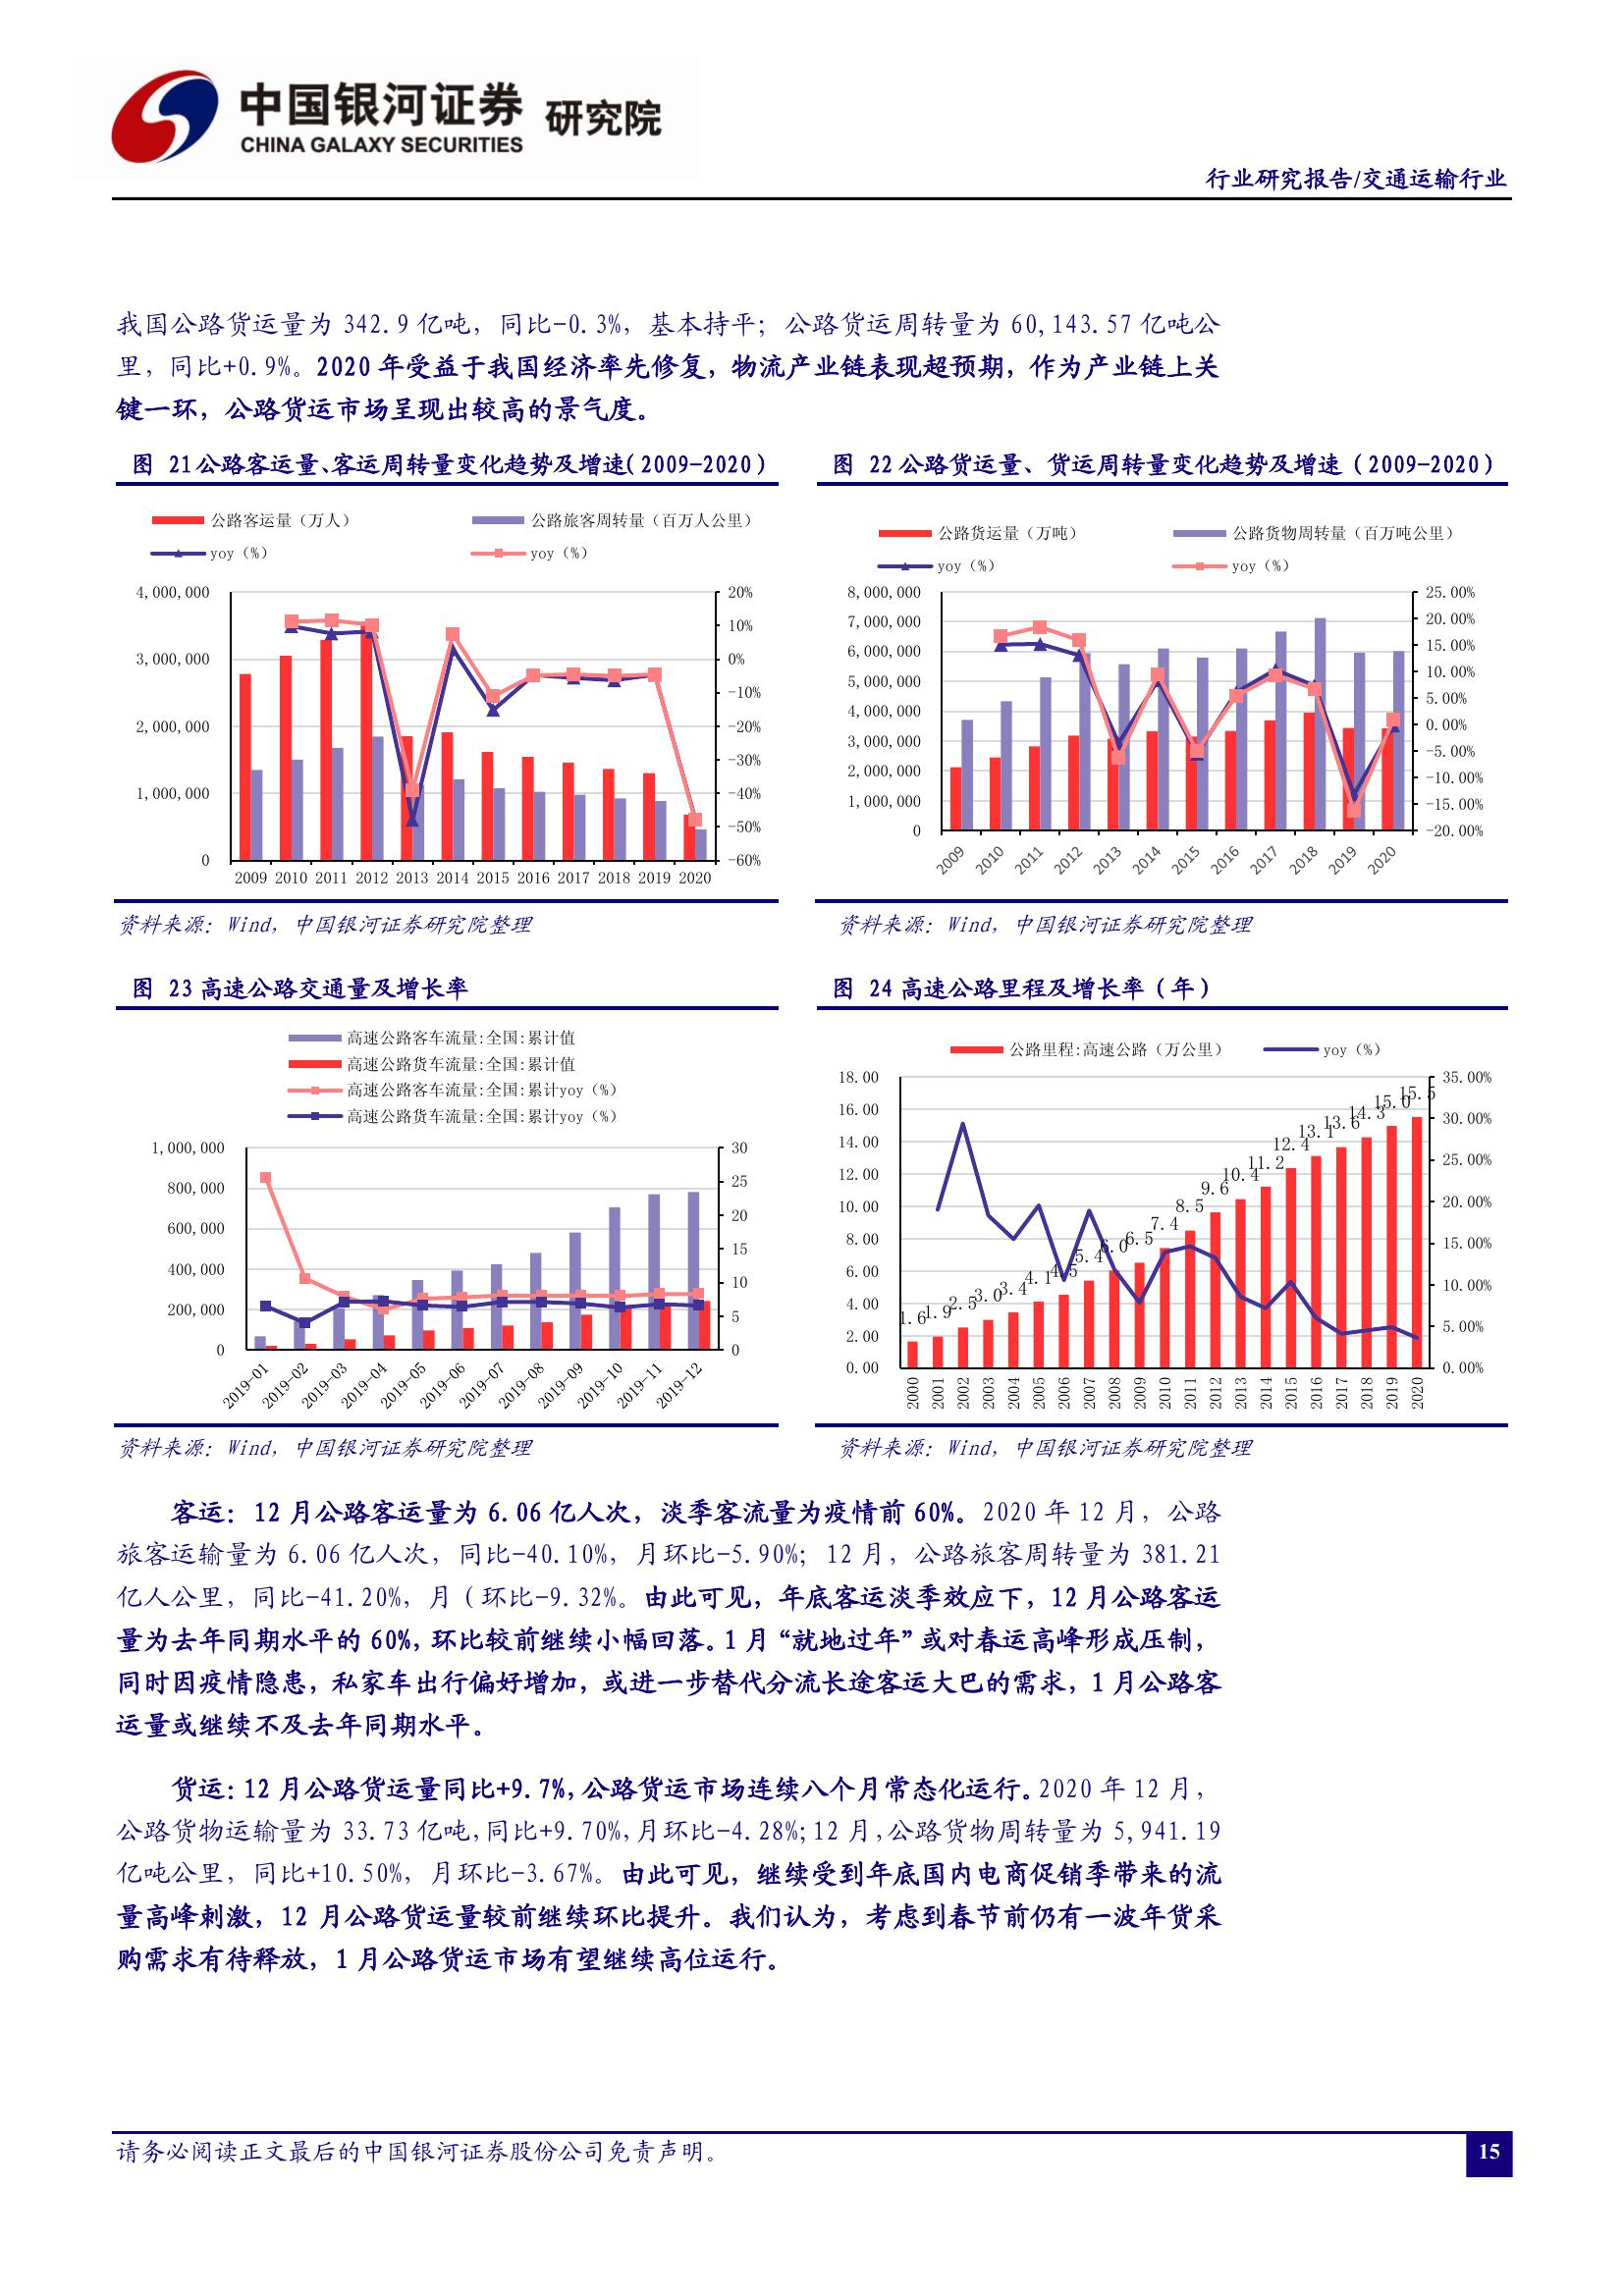 中国银河证券 研究院
CHINA GALAXY SECURITIES
行业研究报告/交通运输行业
我国公路货运量为 342.9 亿吨，同比-0.3%，基本持平；公路货运周转量为 60,143.57 亿吨公
里，同比+0.9%。2020 年受益于我国经济率先修复，物流产业链表现超预期，作为产业链上关
键一环，公路货运市场呈现出较高的景气度。
图 21公路客运量、客运周转量变化趋势及增速（2009-2020）
公路客运量（万人） 公路旅客周转量（百万人公里）
yoy（%） yoy（%）
4,000,000 20%
10%
3,000,000 0%
-10%
2,000,000 -20%
-30%
1,000,000 -40%
-50%
0 -60%
2009 2010 2011 2012 2013 2014 2015 2016 2017 2018 2019 2020
资料来源：Wind，中国银河证券研究院整理
图 22 公路货运量、货运周转量变化趋势及增速（2009-2020）
公路货运量（万吨） 公路货物周转量（百万吨公里）
yoy（%） yoy（%）
8,000,000 25.00%
7,000,000 20.00%
6,000,000 15.00%
5,000,000 10.00%
4,000,000 5.00%
3,000,000 0.00%
2,000,000 -5.00%
1,000,000 -10.00%
0 -15.00%
-20.00%
2009 2010 2011 2012 2013 2014 2015 2016 2017 2018 2019 2020
资料来源：Wind，中国银河证券研究院整理
图 23 高速公路交通量及增长率
高速公路客车流量:全国:累计值
高速公路货车流量:全国:累计值
高速公路客车流量:全国:累计yoy（%）
高速公路货车流量:全国:累计yoy（%）
1,000,000 30
800,000 25
600,000 20
400,000 15
200,000 10
0 5
0
2019-01 2019-02 2019-03 2019-04 2019-05 2019-06 2019-07 2019-08 2019-09 2019-10 2019-11 2019-12
资料来源：Wind，中国银河证券研究院整理
图 24 高速公路里程及增长率（年）
公路里程:高速公路（万公里） yoy（%）
18.00 35.00%
16.00 30.00%
14.00 25.00%
12.00 20.00%
10.00 15.00%
8.00 10.00%
6.00 5.00%
4.00 0.00%
2.00
0.00
1.6 1.9 2.5 3.0 3.4 4.1 4.5 5.4 6.0 6.5 7.4 8.5 9.6 10.4 11.2 12.4 13.1 13.6 14.3 15.0 15.5
2000 2001 2002 2003 2004 2005 2006 2007 2008 2009 2010 2011 2012 2013 2014 2015 2016 2017 2018 2019 2020
资料来源：Wind，中国银河证券研究院整理
客运：12 月公路客运量为 6.06 亿人次，淡季客流量为疫情前 60%。2020 年 12 月，公路
旅客运输量为 6.06 亿人次，同比-40.10%，月环比-5.90%；12 月，公路旅客周转量为 381.21
亿人公里，同比-41.20%，月（环比-9.32%。由此可见，年底客运淡季效应下，12 月公路客运
量为去年同期水平的 60%，环比较前继续小幅回落。1 月“就地过年”或对春运高峰形成压制，
同时因疫情隐患，私家车出行偏好增加，或进一步替代分流长途客运大巴的需求，1 月公路客
运量或继续不及去年同期水平。
货运：12 月公路货运量同比+9.7%，公路货运市场连续八个月常态化运行。2020 年 12 月，
公路货物运输量为 33.73 亿吨，同比+9.70%，月环比-4.28%；12 月，公路货物周转量为 5,941.19
亿吨公里，同比+10.50%，月环比-3.67%。由此可见，继续受到年底国内电商促销季带来的流
量高峰刺激，12 月公路货运量较前继续环比提升。我们认为，考虑到春节前仍有一波年货采
购需求有待释放，1 月公路货运市场有望继续高位运行。
请务必阅读正文最后的中国银河证券股份公司免责声明。
15